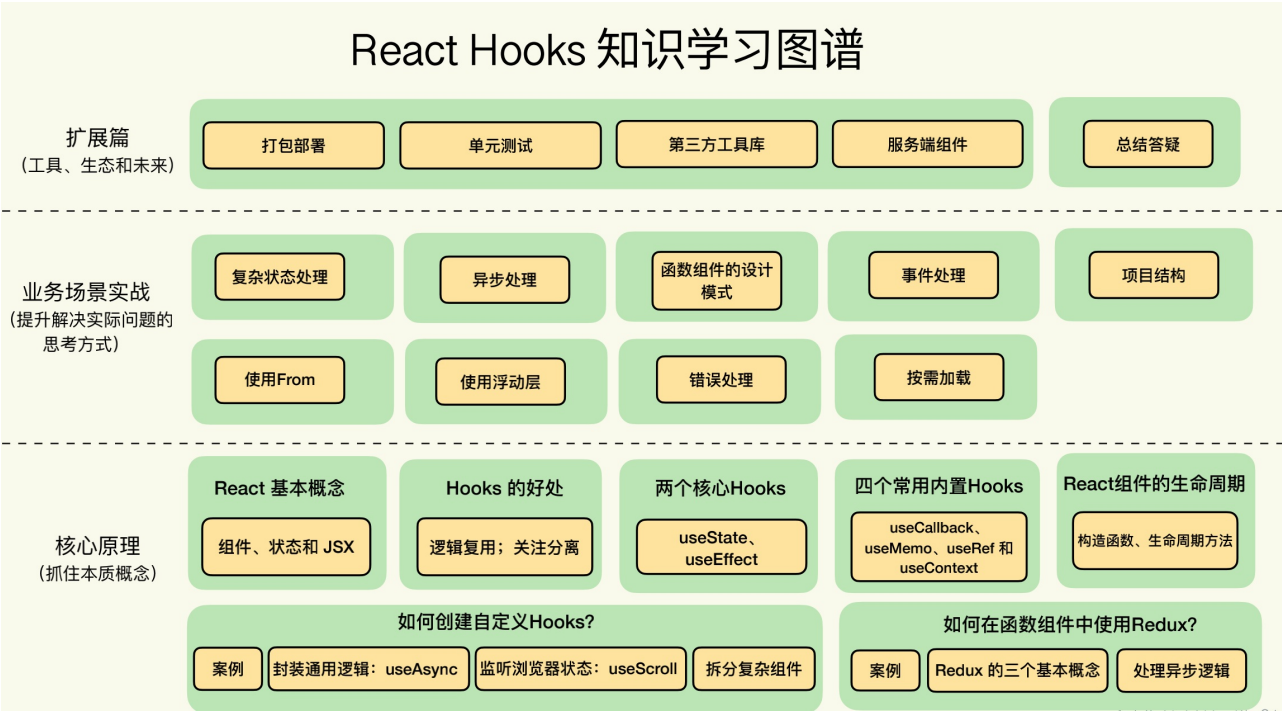 React Hooks 知识学习图谱
扩展篇
(工具、生态和未来)
打包部署
单元测试
第三方工具库
服务端组件
总结答疑
业务场景实战
(提升解决实际问题的
思考方式)
复杂状态处理
异步处理
函数组件的设计
模式
事件处理
项目结构
使用From
使用浮动层
错误处理
按需加载
核心原理
(抓住本质概念)
React 基本概念
组件、状态和 JSX
Hooks 的好处
逻辑复用；关注分离
两个核心Hooks
useState、
useEffect
四个常用内置Hooks
useCallback、
useMemo、useRef 和
useContext
React组件的生命周期
构造函数、生命周期方法
如何创建自定义Hooks?
案例
封装通用逻辑：useAsync
监听浏览器状态：useScroll
拆分复杂组件
如何在函数组件中使用Redux?
案例
Redux 的三个基本概念
处理异步逻辑